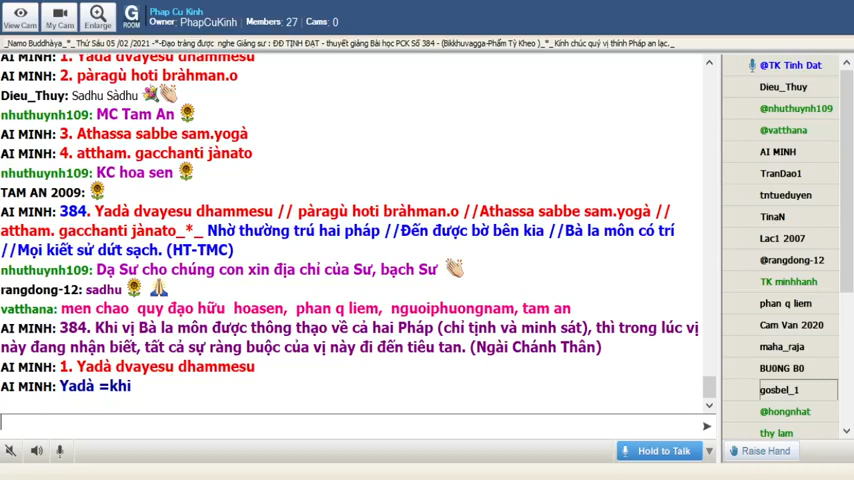 Phap Cu Kinh
Owner: PhapCuKinh   Members: 27   Cams: 0
View Cam
My Cam
Enlarge
G
ROOM
_Namo Buddhàya_*_ Thứ Sáu 05 /02 /2021 -*-Đạo tràng được nghe Giảng sư : ĐĐ TỊNH ĐẠT - thuyết giảng Bài học PCK Số 384 - (Bikkhuvagga-Phẩm Tỳ Kheo )_*_ Kính chúc quý vị thính Pháp an lạc._
AI MINH: 1. Yadà dvayesu dhammesu
AI MINH: 2. pàragù hoti bràhman.o
Dieu_Thuy: Sadhu Sàdhu
nhuthuynh109: MC Tam An
AI MINH: 3. Athassa sabbe sam.yogà
AI MINH: 4. attham. gacchanti jànato
nhuthuynh109: KC hoa sen
TAM AN 2009:
AI MINH: 384. Yadà dvayesu dhammesu // pàragù hoti bràhman.o //Athassa sabbe sam.yogà //
attham. gacchanti jànato_*_ Nhờ thường trú hai pháp //Đến được bờ bên kia //Bà la môn có trí
//Mọi kiết sử dứt sạch. (HT-TMC)
nhuthuynh109: Dạ Sư cho chúng con xin địa chỉ của Sư, bạch Sư
rangdong-12: sadhu
vatthana: men chao quy đạo hữu hoasen, phan q liem, nguoiphuongnam, tam an
AI MINH: 384. Khi vị Bà la môn được thông thạo về cả hai Pháp (chỉ tịnh và minh sát), thì trong lúc vị
này đang nhận biết, tất cả sự ràng buộc của vị này đi đến tiêu tan. (Ngài Chánh Thân)
AI MINH: 1. Yadà dvayesu dhammesu
AI MINH: Yadà =khi
Hold to Talk
@TK Tinh Dat
Dieu_Thuy
@nhuthuynh109
@vatthana
AI MINH
TranDao1
tntueduyen
TinaN
Lac1 2007
@rangdong-12
TK minhhanh
phan q liem
Cam Van 2020
maha_raja
BU0NG B0
gosbel_1
@hongnhat
thy lam
Raise Hand